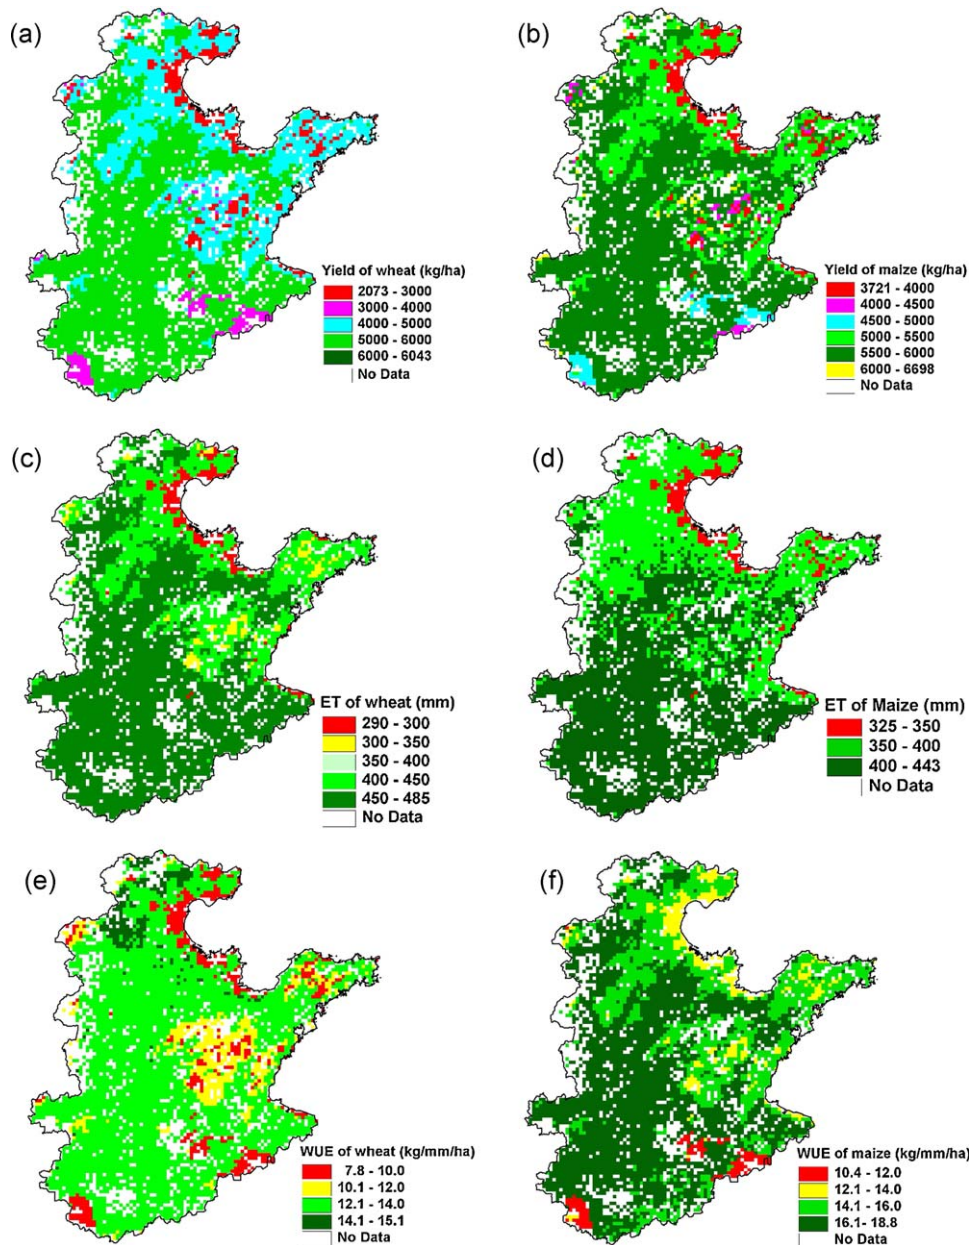 (a)
Yield of wheat (kg/ha)
2073 - 3000
3000 - 4000
4000 - 5000
5000 - 6000
6000 - 6043
No Data
(b)
Yield of maize (kg/ha)
3721 - 4000
4000 - 4500
4500 - 5000
5000 - 5500
5500 - 6000
6000 - 6698
No Data
(c)
ET of wheat (mm)
290 - 300
300 - 350
350 - 400
400 - 450
450 - 485
No Data
(d)
ET of Maize (mm)
325 - 350
350 - 400
400 - 443
No Data
(e)
WUE of wheat (kg/mm/ha)
7.8 - 10.0
10.1 - 12.0
12.1 - 14.0
14.1 - 15.1
No Data
(f)
WUE of maize (kg/mm/ha)
10.4 - 12.0
12.1 - 14.0
14.1 - 16.0
16.1 - 18.8
No Data